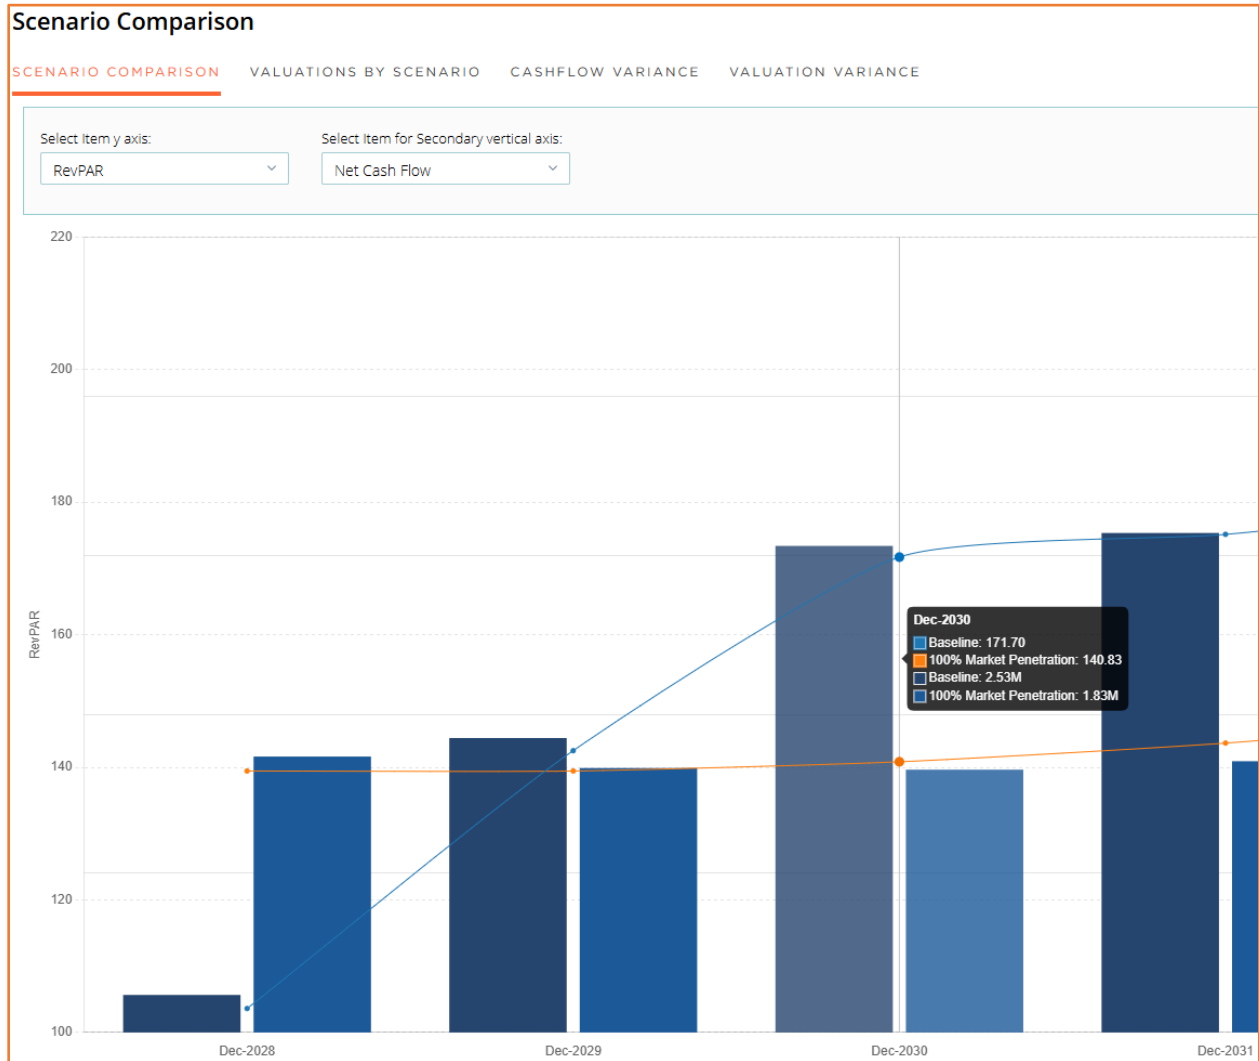 Scenario Comparison
SCENARIO COMPARISON VALUATIONS BY SCENARIO CASHFLOW VARIANCE VALUATION VARIANCE
Select Item y axis: Select Item for Secondary vertical axis:
RevPAR Net Cash Flow
220
200
180
160
140
120
100
RevPAR
Dec-2030
Baseline: 171.70
100% Market Penetration: 140.83
Baseline: 2.53M
100% Market Penetration: 1.83M
Dec-2028 Dec-2029 Dec-2030 Dec-2031